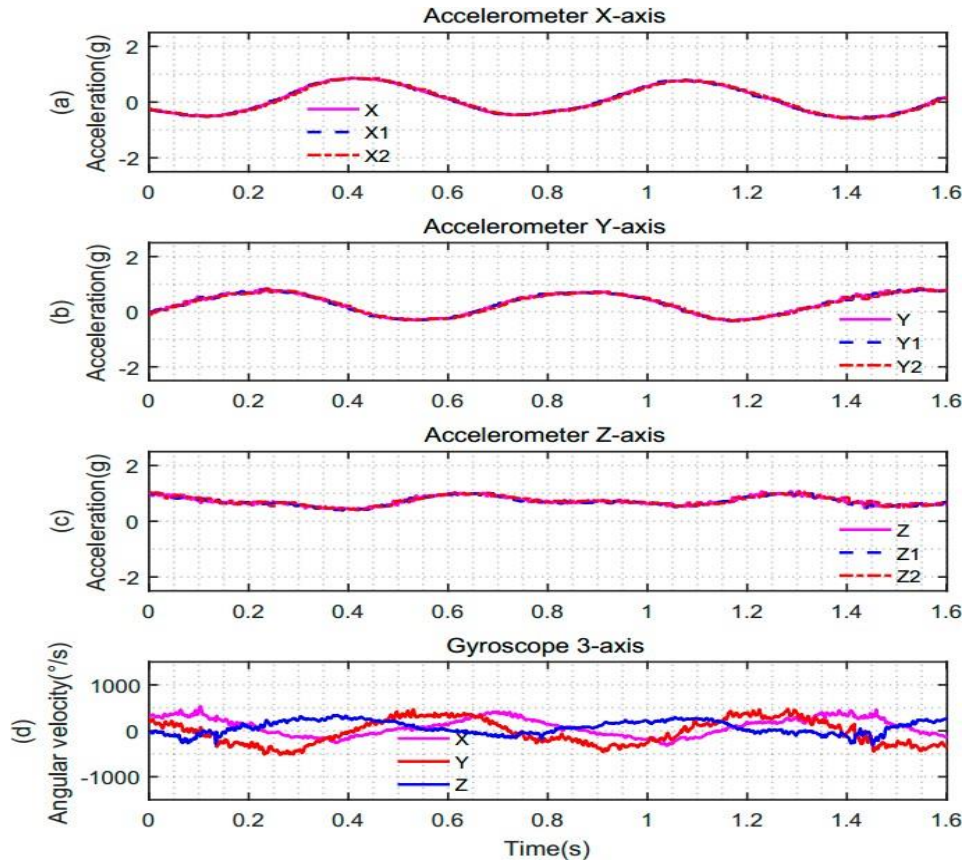 Accelerometer X-axis
(a)
Acceleration(g)
2
0
-2
X
X1
X2
0 0.2 0.4 0.6 0.8 1 1.2 1.4 1.6
Accelerometer Y-axis
(b)
Acceleration(g)
2
0
-2
Y
Y1
Y2
0 0.2 0.4 0.6 0.8 1 1.2 1.4 1.6
Accelerometer Z-axis
(c)
Acceleration(g)
2
0
-2
Z
Z1
Z2
0 0.2 0.4 0.6 0.8 1 1.2 1.4 1.6
Gyroscope 3-axis
(d)
Angular velocity(°/s)
1000
0
-1000
X
Y
Z
0 0.2 0.4 0.6 0.8 1 1.2 1.4 1.6
Time(s)